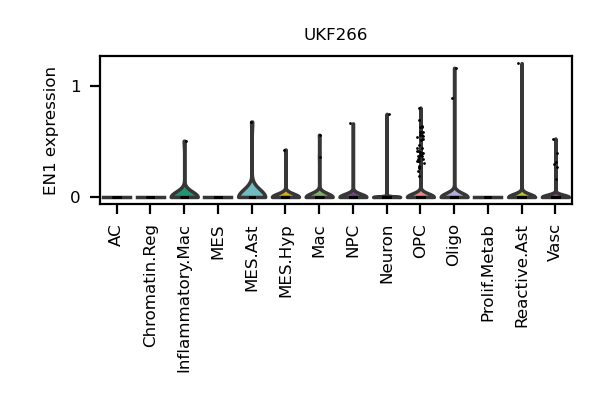 UKF266
EN1 expression
1
0
AC
Chromatin.Reg
Inflammatory.Mac
MES
MES.Ast
MES.Hyp
Mac
NPC
Neuron
OPC
Oligo
Prolif.Metab
Reactive.Ast
Vasc